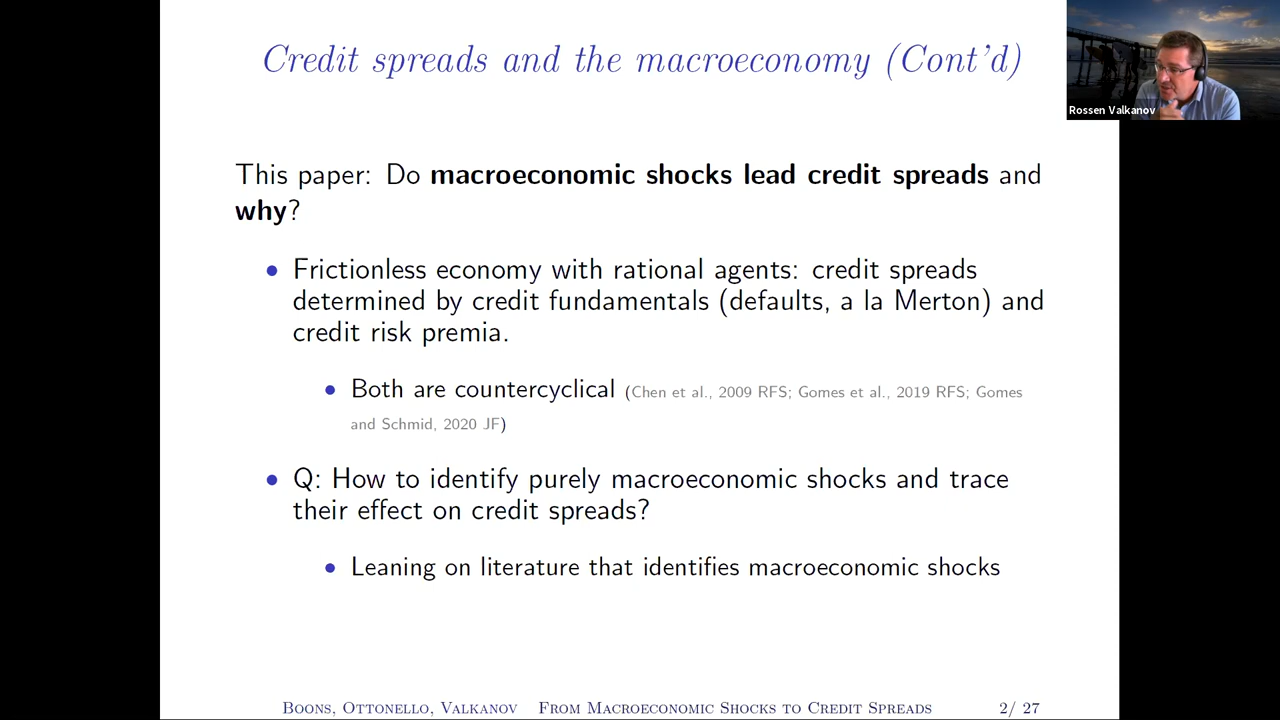 Credit spreads and the macroeconomy (Cont'd)
Rossen Valkanov
This paper: Do macroeconomic shocks lead credit spreads and
why?
• Frictionless economy with rational agents: credit spreads
determined by credit fundamentals (defaults, a la Merton) and
credit risk premia.
• Both are countercyclical (Chen et al., 2009 RFS; Gomes et al., 2019 RFS; Gomes
and Schmid, 2020 JF)
• Q: How to identify purely macroeconomic shocks and trace
their effect on credit spreads?
• Leaning on literature that identifies macroeconomic shocks
Boons, Ottonello, Valkanov From Macroeconomic Shocks to Credit Spreads 2/ 27